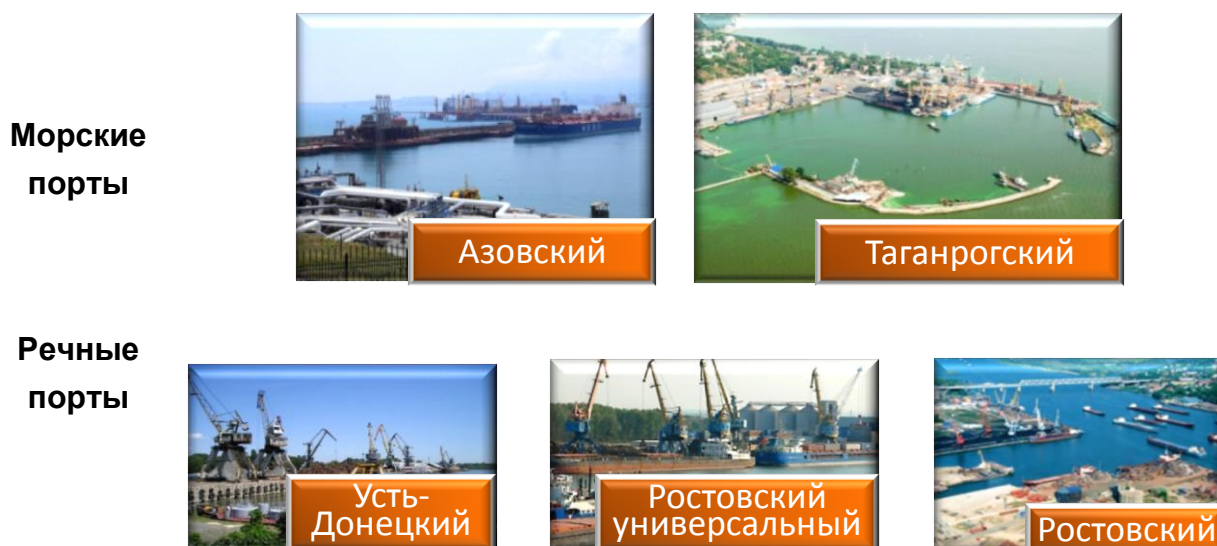 Морские
порты
Азовский
Таганрогский
Речные
порты
Усть-
Донецкий
Ростовский
универсальный
Ростовский